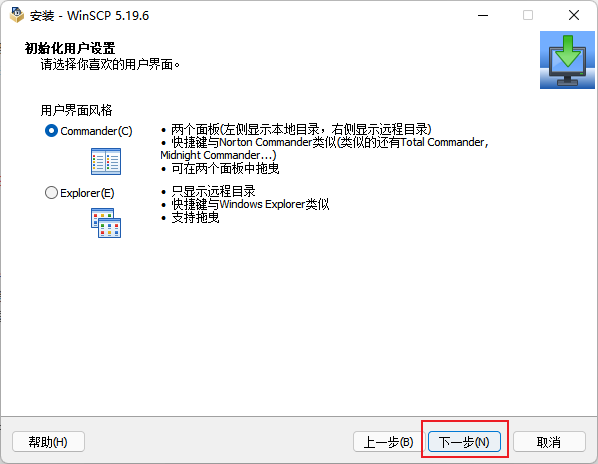 安装 - WinSCP 5.19.6
初始化用户设置
请选择你喜欢的用户界面。
用户界面风格
Commander(C)
• 两个面板(左侧显示本地目录，右侧显示远程目录)
• 快捷键与Norton Commander类似(类似的还有Total Commander,
Midnight Commander...)
• 可在两个面板中拖曳
Explorer(E)
• 只显示远程目录
• 快捷键与Windows Explorer类似
• 支持拖曳
帮助(H)
上一步(B)
下一步(N)
取消